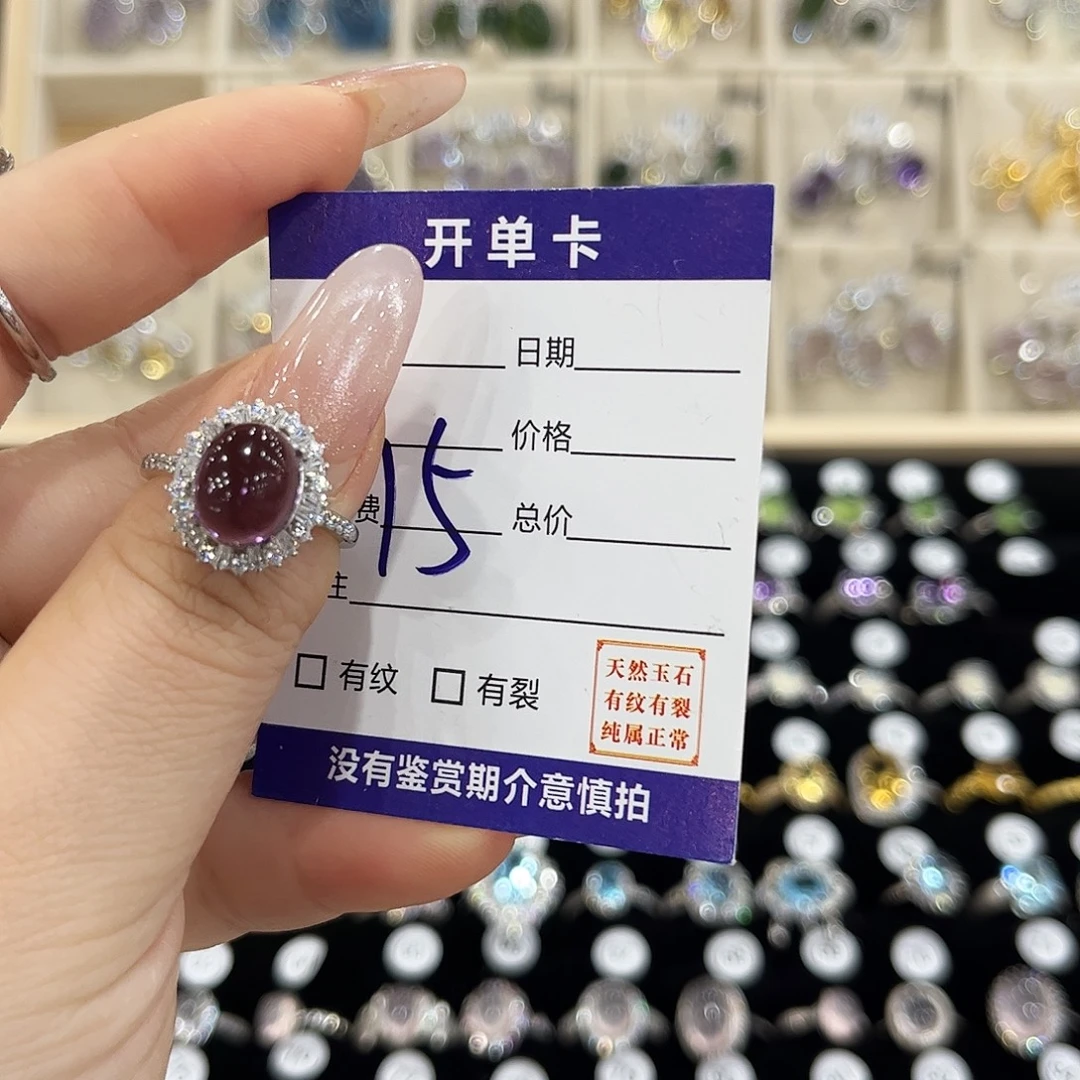 开单卡
日期
价格
15
费 总价
注
有纹 有裂
天然玉石
有纹有裂
纯属正常
没有鉴赏期介意慎拍